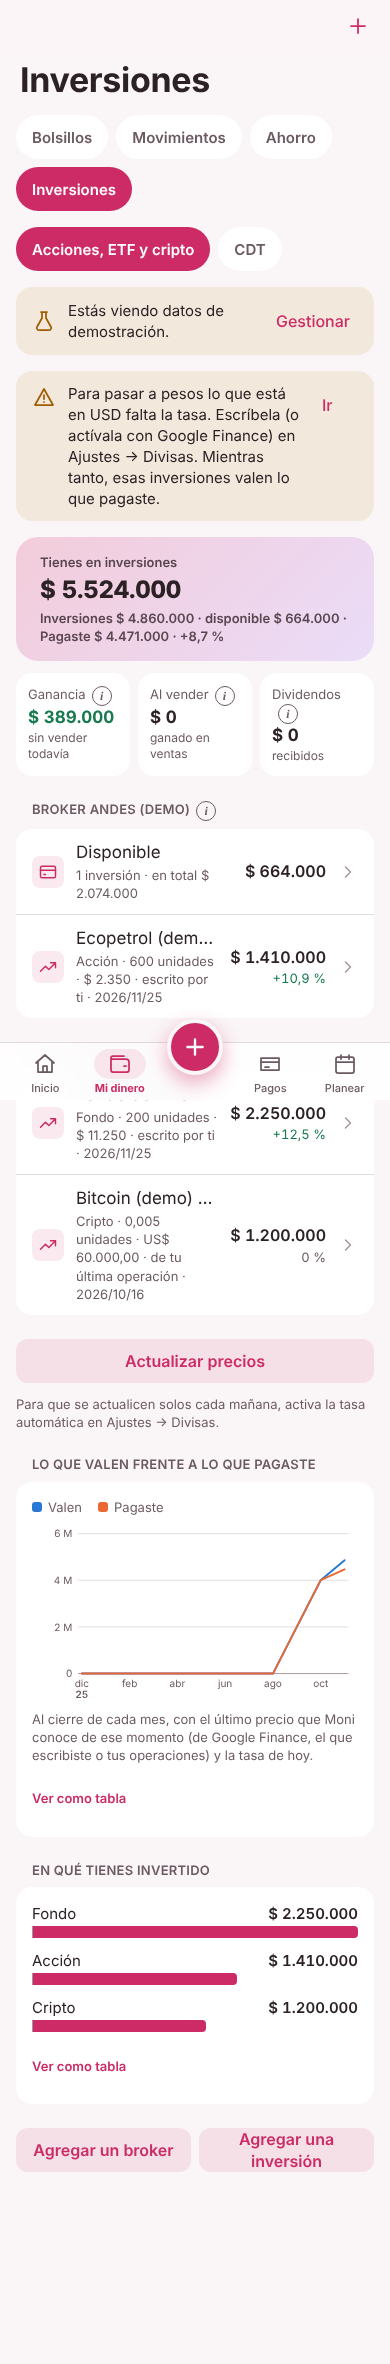 Inversiones
Bolsillos
Movimientos
Ahorro
Inversiones
Acciones, ETF y cripto
CDT
Estás viendo datos de
demostración.
Gestionar
Para pasar a pesos lo que está
en USD falta la tasa. Escríbela (o
actívala con Google Finance) en
Ajustes → Divisas. Mientras
tanto, esas inversiones valen lo
que pagaste.
Ir
Tienes en inversiones
$ 5.524.000
Inversiones $ 4.860.000 · disponible $ 664.000 ·
Pagaste $ 4.471.000 · +8,7 %
Ganancia i
$ 389.000
sin vender
todavía
Al vender i
$ 0
ganado en
ventas
Dividendos
i
$ 0
recibidos
BROKER ANDES (DEMO) i
Disponible
1 inversión · en total $
2.074.000
$ 664.000
Ecopetrol (dem...
Acción · 600 unidades
· $ 2.350 · escrito por
ti · 2026/11/25
$ 1.410.000
+10,9 %
Inicio
Mi dinero
Pagos
Planear
Fondo · 200 unidades ·
$ 11.250 · escrito por ti
· 2026/11/25
$ 2.250.000
+12,5 %
Bitcoin (demo) ...
Cripto · 0,005
unidades · US$
60.000,00 · de tu
última operación ·
2026/10/16
$ 1.200.000
0 %
Actualizar precios
Para que se actualicen solos cada mañana, activa la tasa
automática en Ajustes → Divisas.
LO QUE VALEN FRENTE A LO QUE PAGASTE
Valen
Pagaste
6 M
4 M
2 M
0
dic
25
feb
abr
jun
ago
oct
Al cierre de cada mes, con el último precio que Moni
conoce de ese momento (de Google Finance, el que
escribiste o tus operaciones) y la tasa de hoy.
Ver como tabla
EN QUÉ TIENES INVERTIDO
Fondo
$ 2.250.000
Acción
$ 1.410.000
Cripto
$ 1.200.000
Ver como tabla
Agregar un broker
Agregar una
inversión